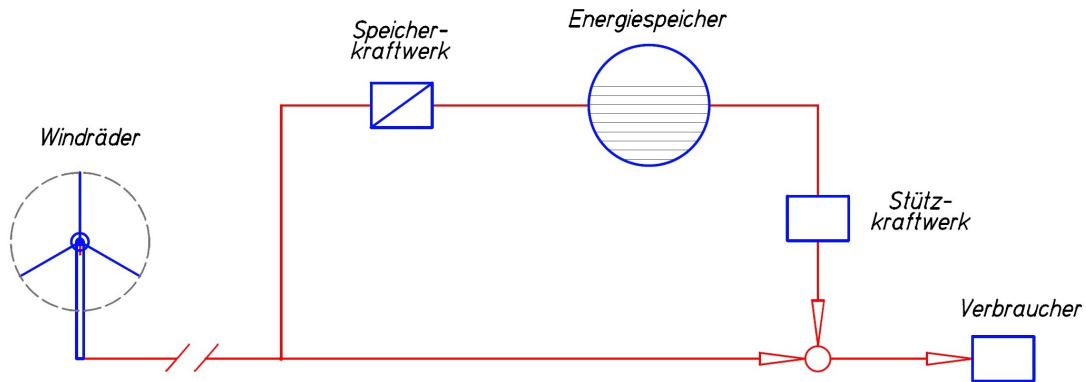 Speicher-
kraftwerk
Energiespeicher
Windräder
Stütz-
kraftwerk
Verbraucher